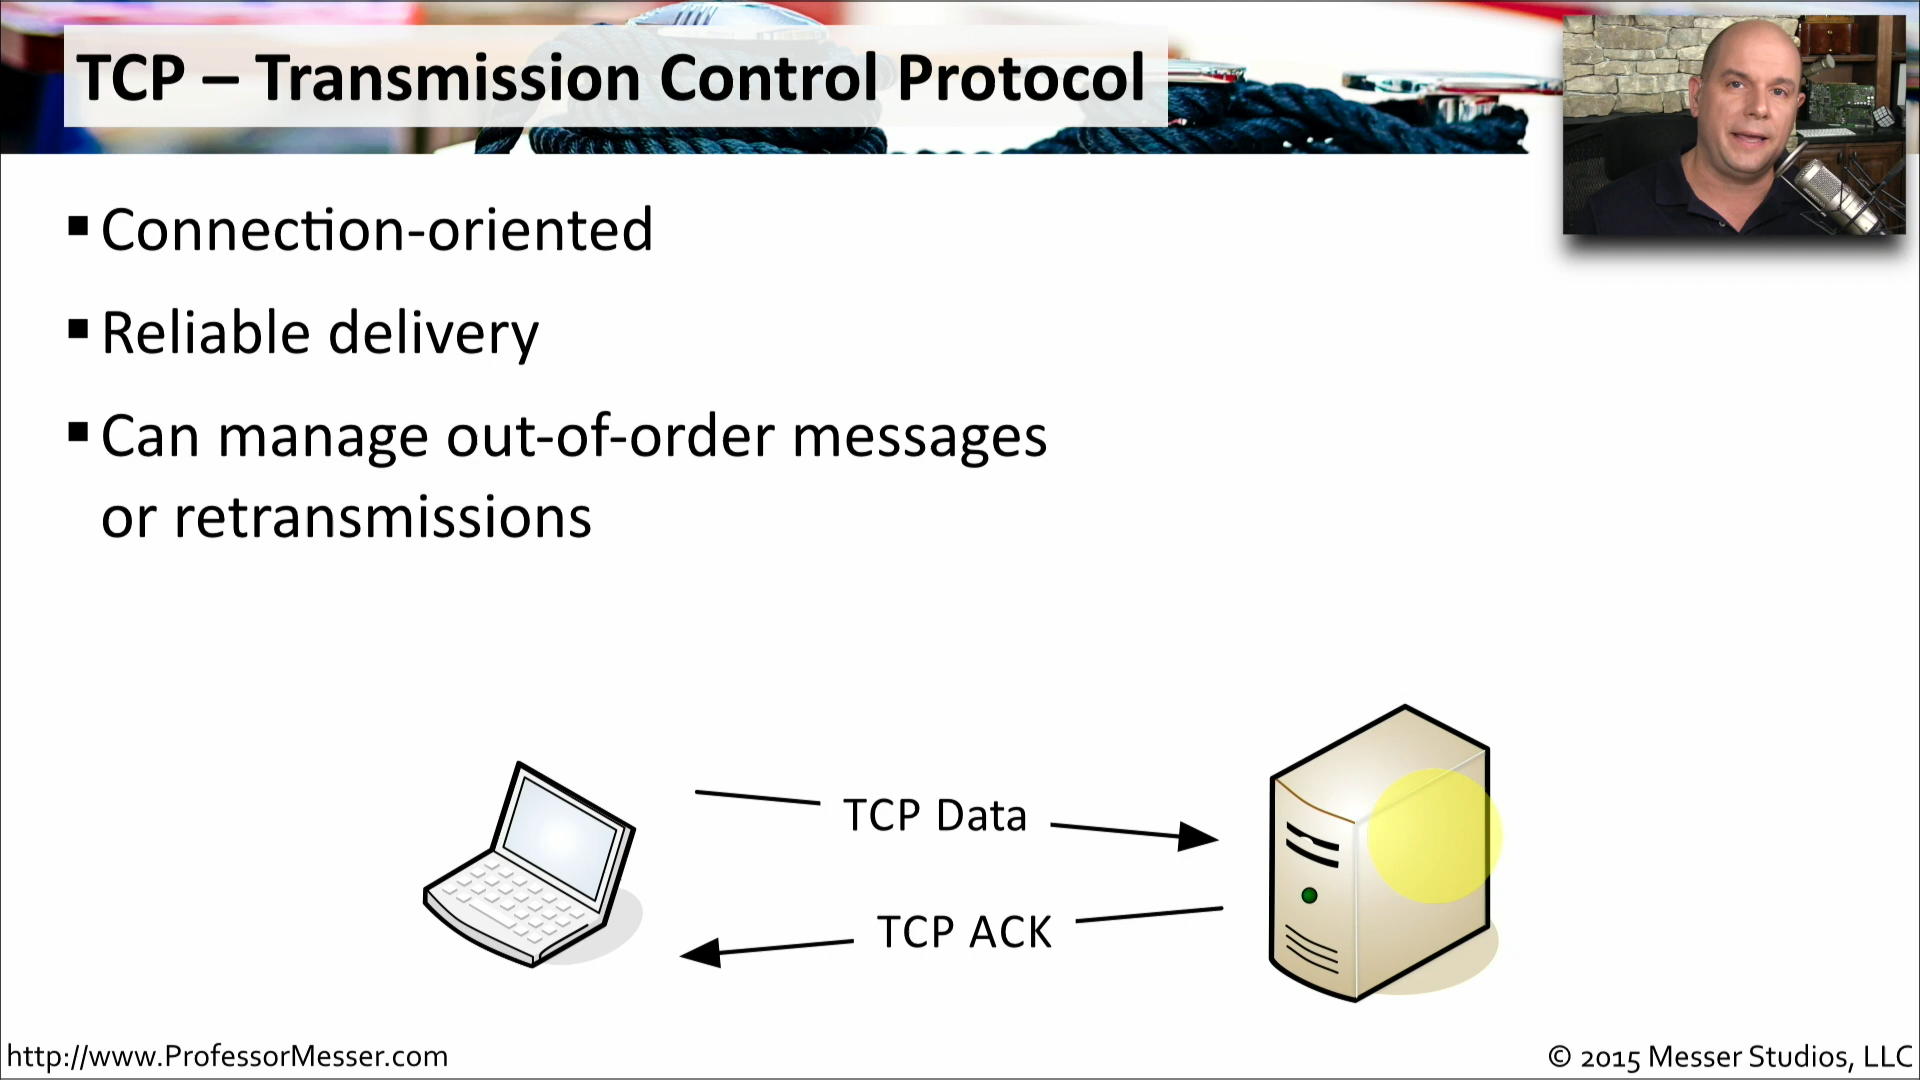 TCP – Transmission Control Protocol
▪ Connection-oriented
▪ Reliable delivery
▪ Can manage out-of-order messages
or retransmissions
TCP Data
TCP ACK
http://www.ProfessorMesser.com
© 2015 Messer Studios, LLC